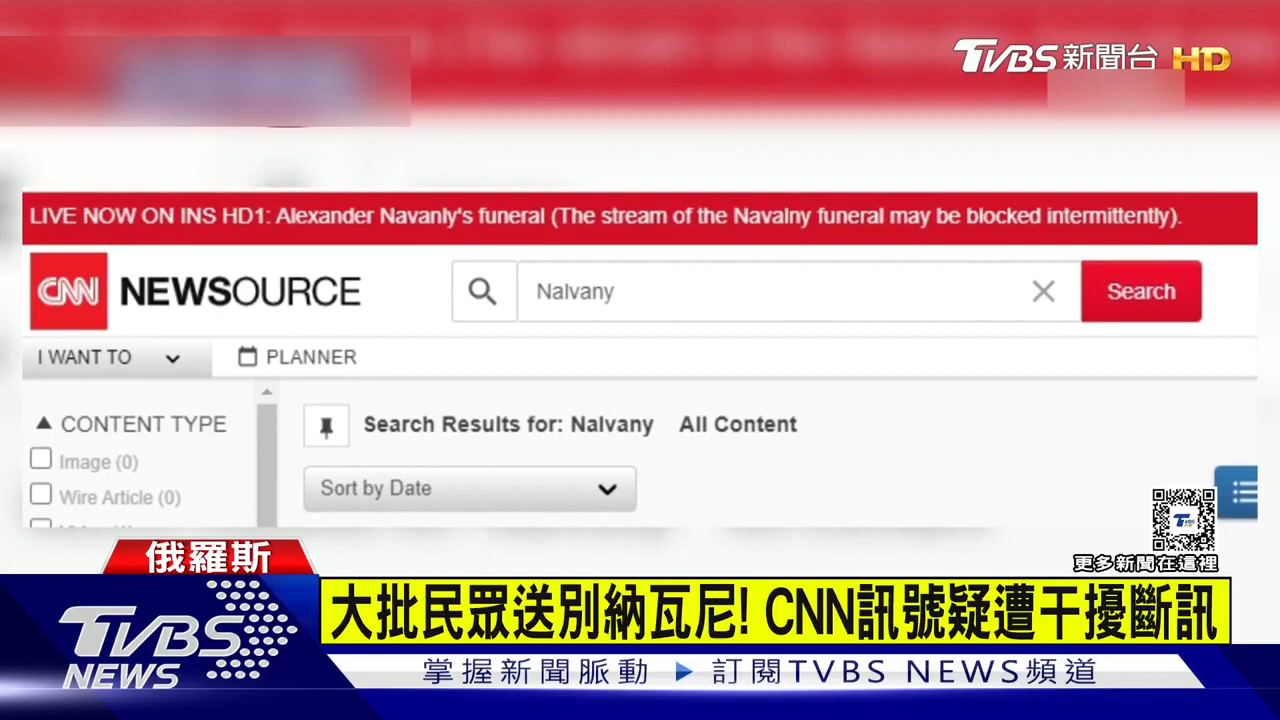 TVBS新聞台 HD
LIVE NOW ON INS HD1: Alexander Navanly's funeral (The stream of the Navalny funeral may be blocked intermittently).
CNN NEWSOURCE
Nalvany
Search
I WANT TO
PLANNER
CONTENT TYPE
Search Results for: Nalvany All Content
Image (0)
Wire Article (0)
Sort by Date
TVBS
更多新聞在這裡
俄羅斯
大批民眾送別納瓦尼! CNN訊號疑遭干擾斷訊
TVBS NEWS
掌握新聞脈動 ▶ 訂閱TVBS NEWS頻道